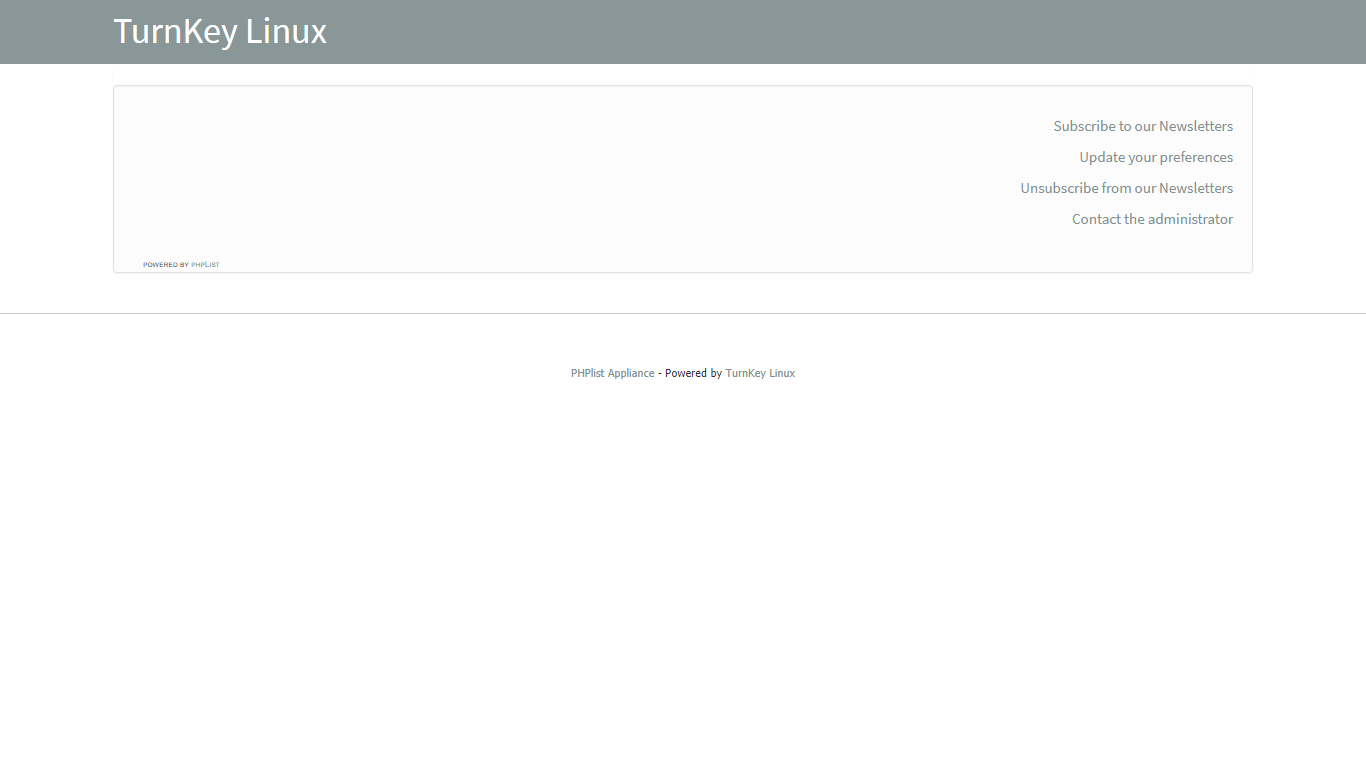 TurnKey Linux
Subscribe to our Newsletters
Update your preferences
Unsubscribe from our Newsletters
Contact the administrator
POWERED BY PHPLIST
PHPlist Appliance - Powered by TurnKey Linux